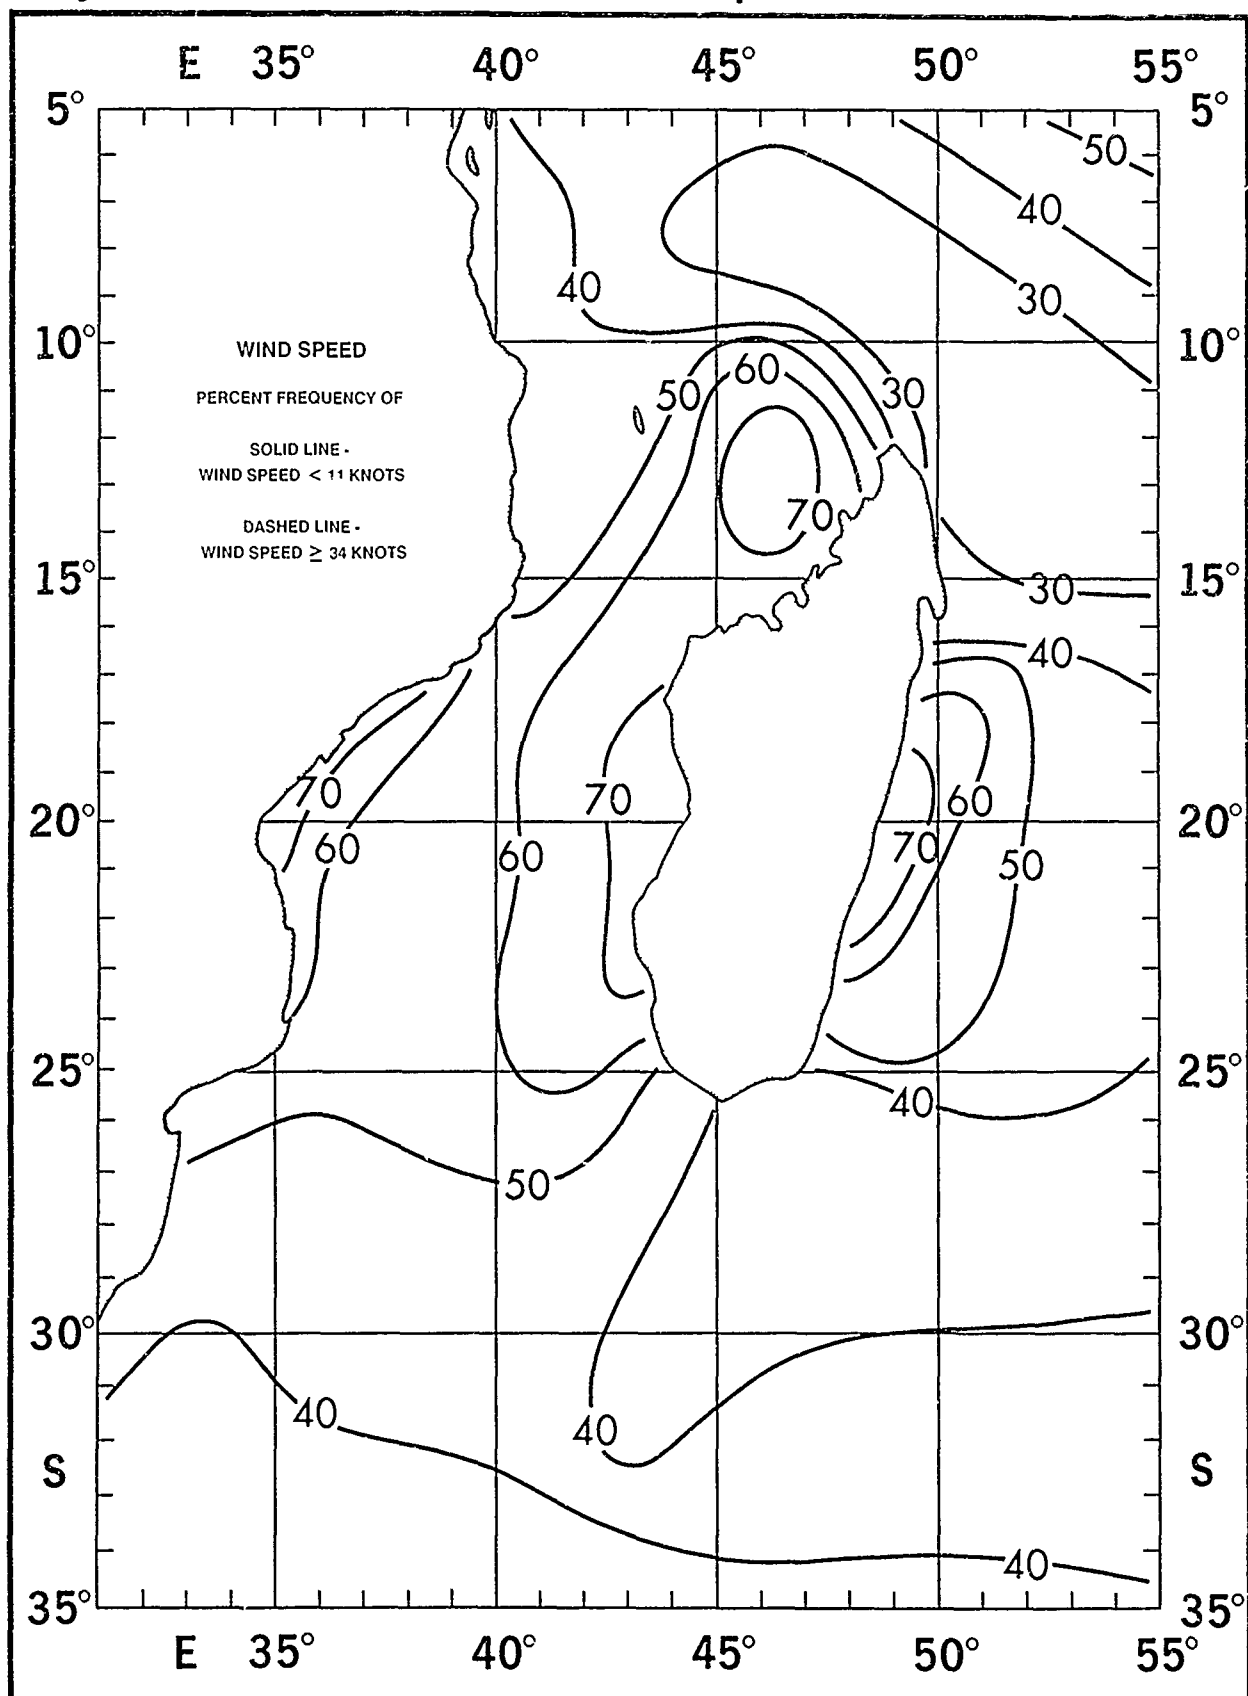 E 35° 40° 45° 50° 55°
5° 5°
50
40
40
30
10° 10°
WIND SPEED
60
50 30
PERCENT FREQUENCY OF
SOLID LINE -
WIND SPEED < 11 KNOTS
70
DASHED LINE -
WIND SPEED ≥ 34 KNOTS
15° 15°
30
40
70 70 60
20° 20°
60 60 70 50
25° 25°
40
50
30° 30°
40 40
S S
40
35° 35°
E 35° 40° 45° 50° 55°